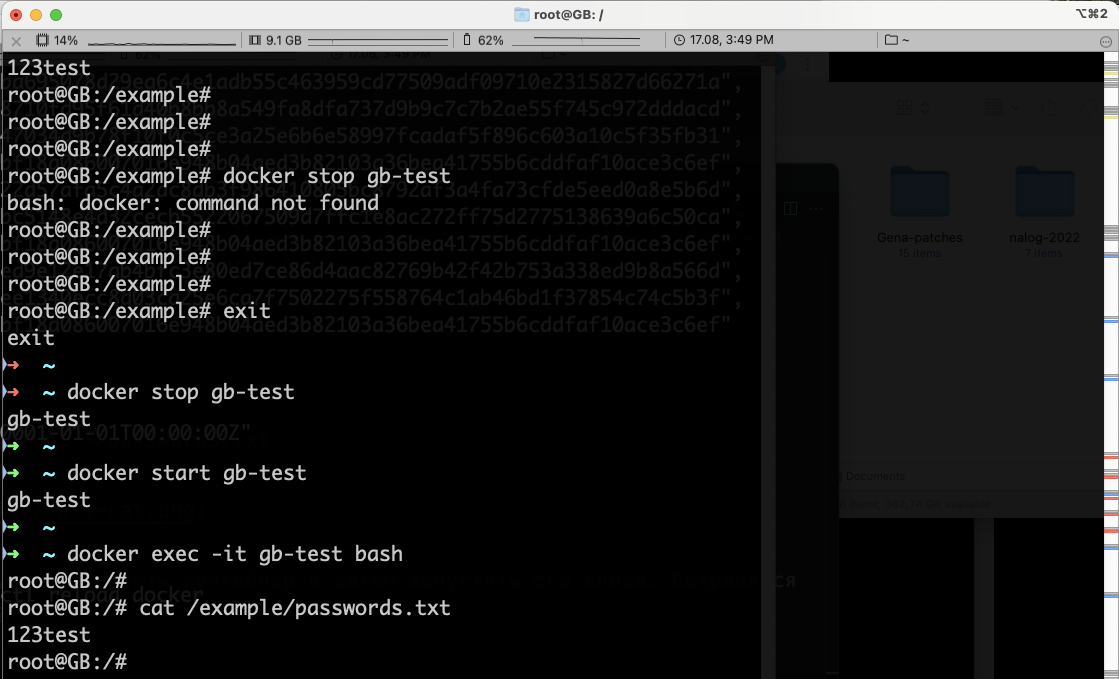 root@GB: /
⌥⌘2
14%
9.1 GB
62%
17.08, 3:49 PM
~
123test
root@GB:/example#
root@GB:/example#
root@GB:/example#
root@GB:/example# docker stop gb-test
bash: docker: command not found
root@GB:/example#
root@GB:/example#
root@GB:/example#
root@GB:/example# exit
exit
➜ ~
➜ ~ docker stop gb-test
gb-test
➜ ~
➜ ~ docker start gb-test
gb-test
➜ ~
➜ ~ docker exec -it gb-test bash
root@GB:/#
root@GB:/# cat /example/passwords.txt
123test
root@GB:/#
Gena-patches
15 items
nalog-2022
7 items
Documents